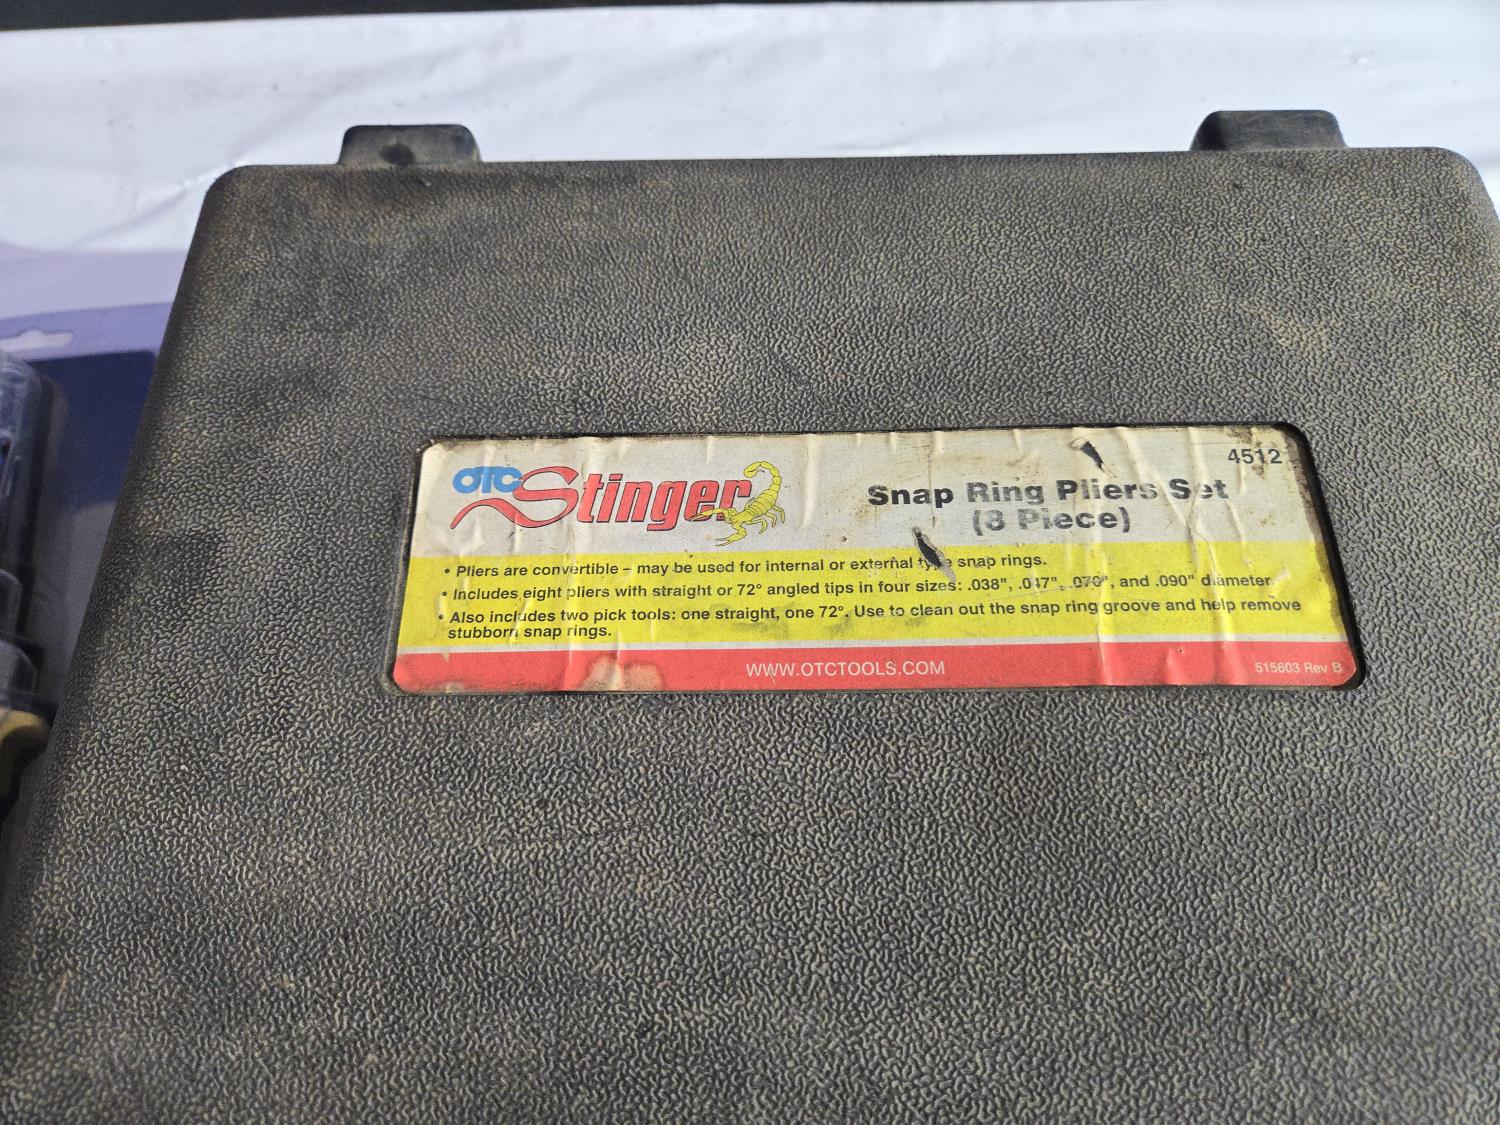 4512
OTC Stinger
Snap Ring Pliers Set
(8 Piece)
• Pliers are convertible – may be used for internal or external type snap rings.
• Includes eight pliers with straight or 72° angled tips in four sizes: .038", .047", .070", and .090" diameter.
• Also includes two pick tools: one straight, one 72°. Use to clean out the snap ring groove and help remove
stubborn snap rings.
WWW.OTCTOOLS.COM
515603 Rev B